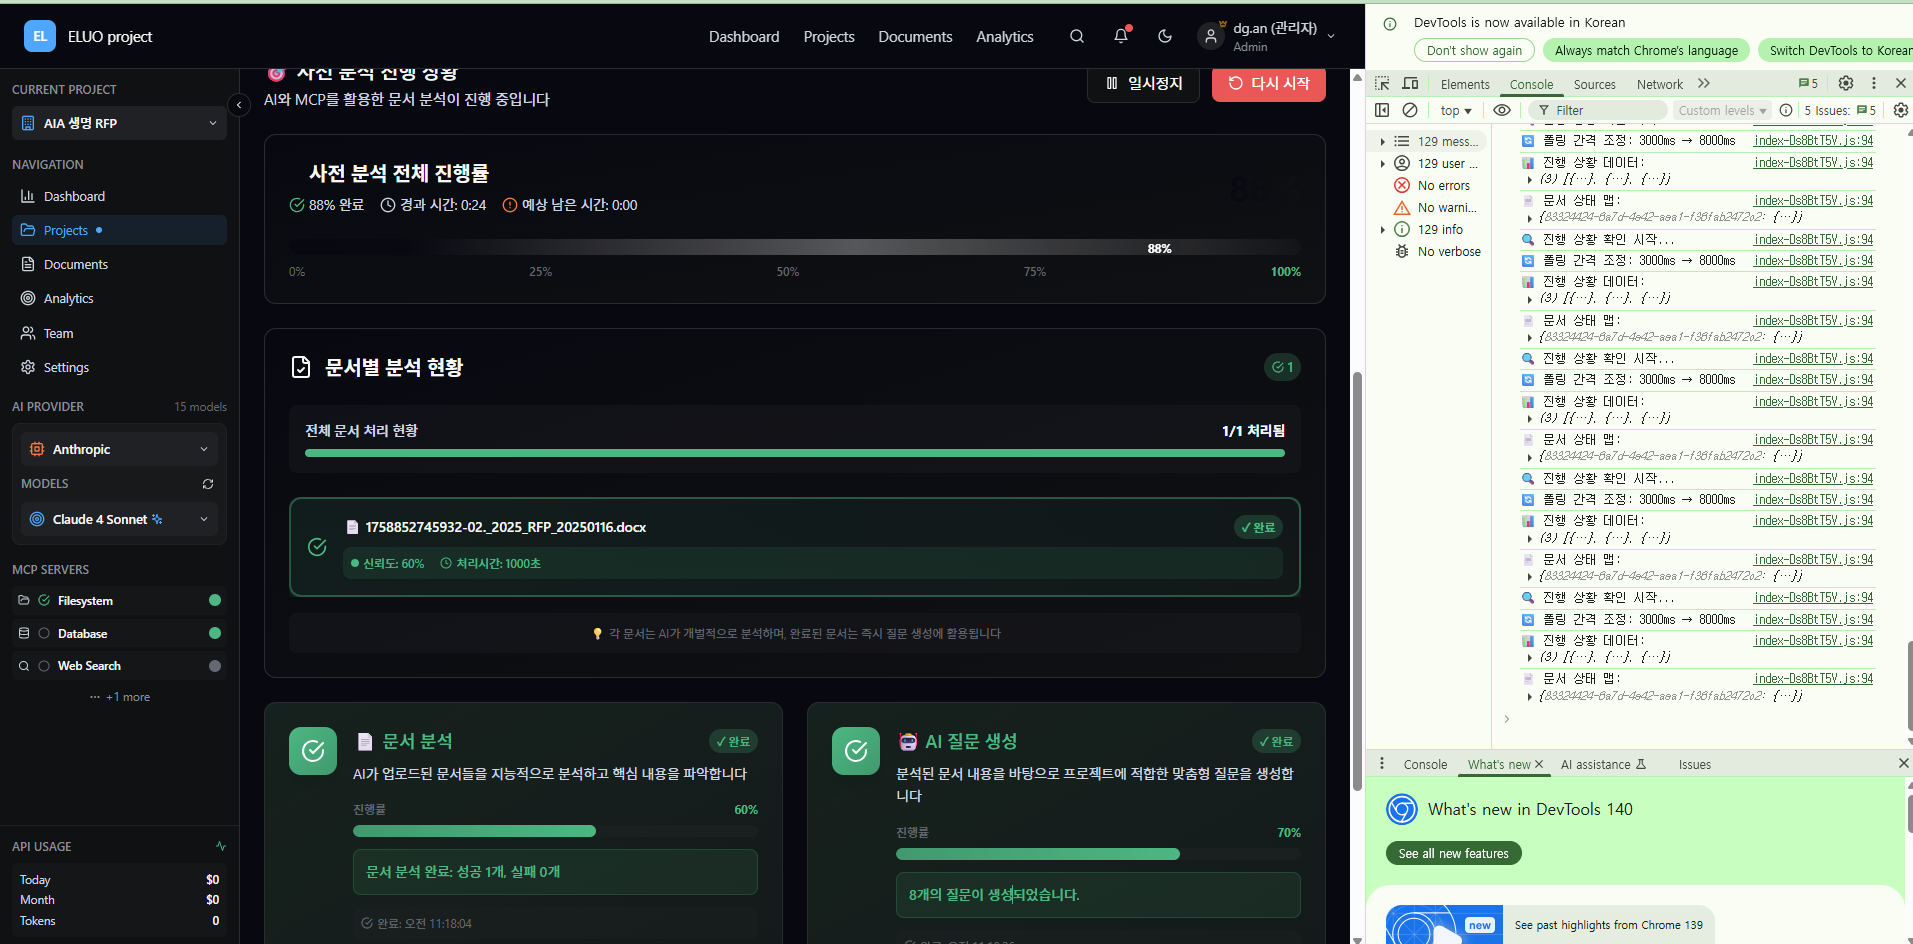 EL ELUO project
Dashboard Projects Documents Analytics
dg.an (관리자)
Admin
CURRENT PROJECT
AIA 생명 RFP
NAVIGATION
Dashboard
Projects
Documents
Analytics
Team
Settings
AI PROVIDER 15 models
Anthropic
MODELS
Claude 4 Sonnet
MCP SERVERS
Filesystem
Database
Web Search
+1 more
API USAGE
Today $0
Month $0
Tokens 0
사전 분석 진행 상황
AI와 MCP를 활용한 문서 분석이 진행 중입니다
일시정지
다시 시작
사전 분석 전체 진행률
88% 완료 경과 시간: 0:24 예상 남은 시간: 0:00
88%
0% 25% 50% 75% 100%
문서별 분석 현황
1
전체 문서 처리 현황 1/1 처리됨
1758852745932-02._2025_RFP_20250116.docx
✓ 완료
신뢰도: 60% 처리시간: 1000초
💡 각 문서는 AI가 개별적으로 분석하며, 완료된 문서는 즉시 질문 생성에 활용됩니다
문서 분석
✓ 완료
AI가 업로드된 문서들을 지능적으로 분석하고 핵심 내용을 파악합니다
진행률 60%
문서 분석 완료: 성공 1개, 실패 0개
완료: 오전 11:18:04
AI 질문 생성
✓ 완료
분석된 문서 내용을 바탕으로 프로젝트에 적합한 맞춤형 질문을 생성합
니다
진행률 70%
8개의 질문이 생성되었습니다.
DevTools is now available in Korean
Don't show again
Always match Chrome's language
Switch DevTools to Korean
Elements Console Sources Network 5
top Filter Custom levels 5 Issues: 5
129 mess...
129 user ...
No errors
No warni...
129 info
No verbose
폴링 간격 조정: 3000ms → 8000ms index-Ds8BtT5V.js:94
진행 상황 데이터: index-Ds8BtT5V.js:94
(3) [{…}, {…}, {…}]
문서 상태 맵: index-Ds8BtT5V.js:94
진행 상황 확인 시작... index-Ds8BtT5V.js:94
폴링 간격 조정: 3000ms → 8000ms index-Ds8BtT5V.js:94
진행 상황 데이터: index-Ds8BtT5V.js:94
(3) [{…}, {…}, {…}]
문서 상태 맵: index-Ds8BtT5V.js:94
진행 상황 확인 시작... index-Ds8BtT5V.js:94
폴링 간격 조정: 3000ms → 8000ms index-Ds8BtT5V.js:94
진행 상황 데이터: index-Ds8BtT5V.js:94
(3) [{…}, {…}, {…}]
문서 상태 맵: index-Ds8BtT5V.js:94
진행 상황 확인 시작... index-Ds8BtT5V.js:94
폴링 간격 조정: 3000ms → 8000ms index-Ds8BtT5V.js:94
진행 상황 데이터: index-Ds8BtT5V.js:94
(3) [{…}, {…}, {…}]
문서 상태 맵: index-Ds8BtT5V.js:94
진행 상황 확인 시작... index-Ds8BtT5V.js:94
폴링 간격 조정: 3000ms → 8000ms index-Ds8BtT5V.js:94
진행 상황 데이터: index-Ds8BtT5V.js:94
(3) [{…}, {…}, {…}]
문서 상태 맵: index-Ds8BtT5V.js:94
Console What's new AI assistance Issues
What's new in DevTools 140
See all new features
new
See past highlights from Chrome 139